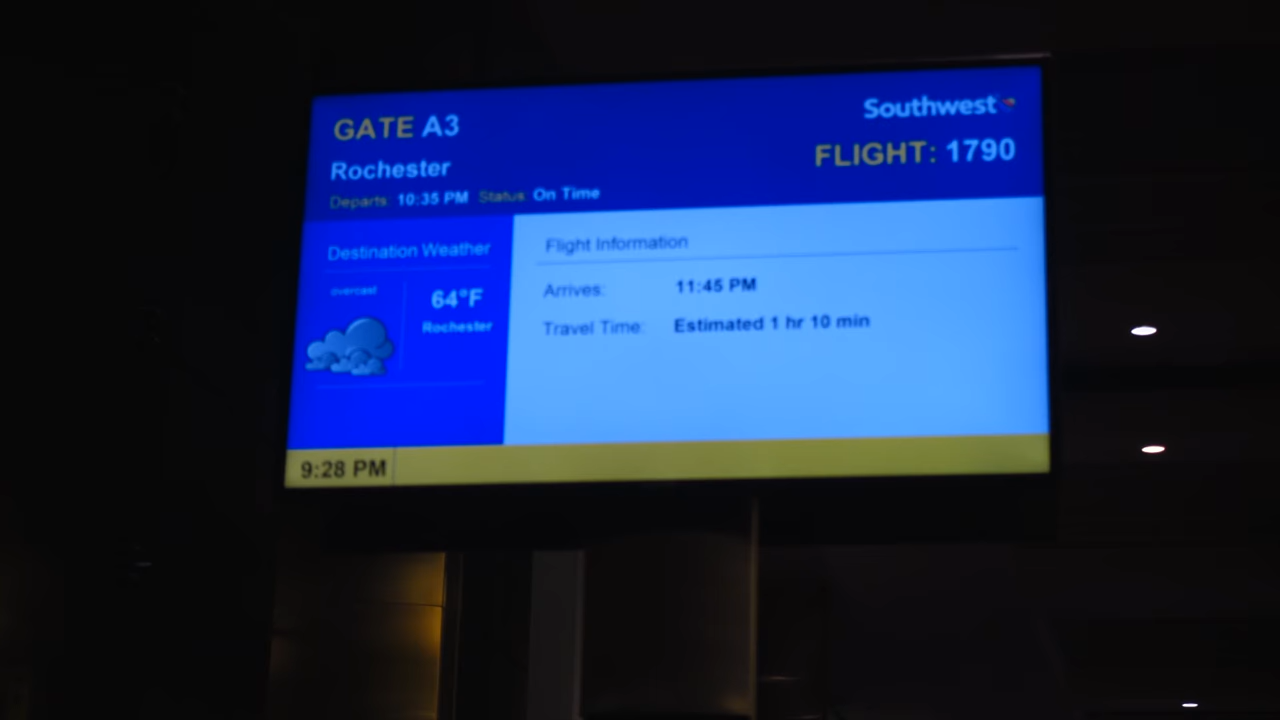 GATE A3
Southwest
Rochester
FLIGHT: 1790
Departs: 10:35 PM Status: On Time
Destination Weather
overcast
64°F
Rochester
Flight Information
Arrives: 11:45 PM
Travel Time: Estimated 1 hr 10 min
9:28 PM